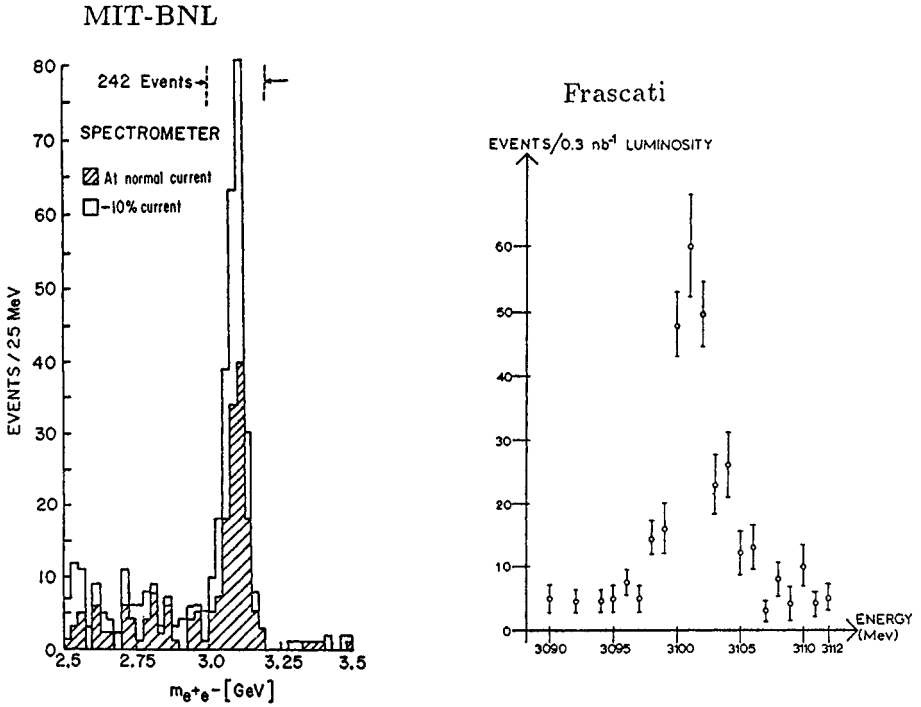 MIT-BNL
80
242 Events
70
SPECTROMETER
At normal current
-10% current
60
50
40
30
20
10
0
EVENTS / 25 MeV
2.5 2.75 3.0 3.25 3.5
me+e- [GeV]
Frascati
EVENTS/0.3 nb-1 LUMINOSITY
60
50
40
30
20
10
0
3090 3095 3100 3105 3110 3112
ENERGY
(MeV)